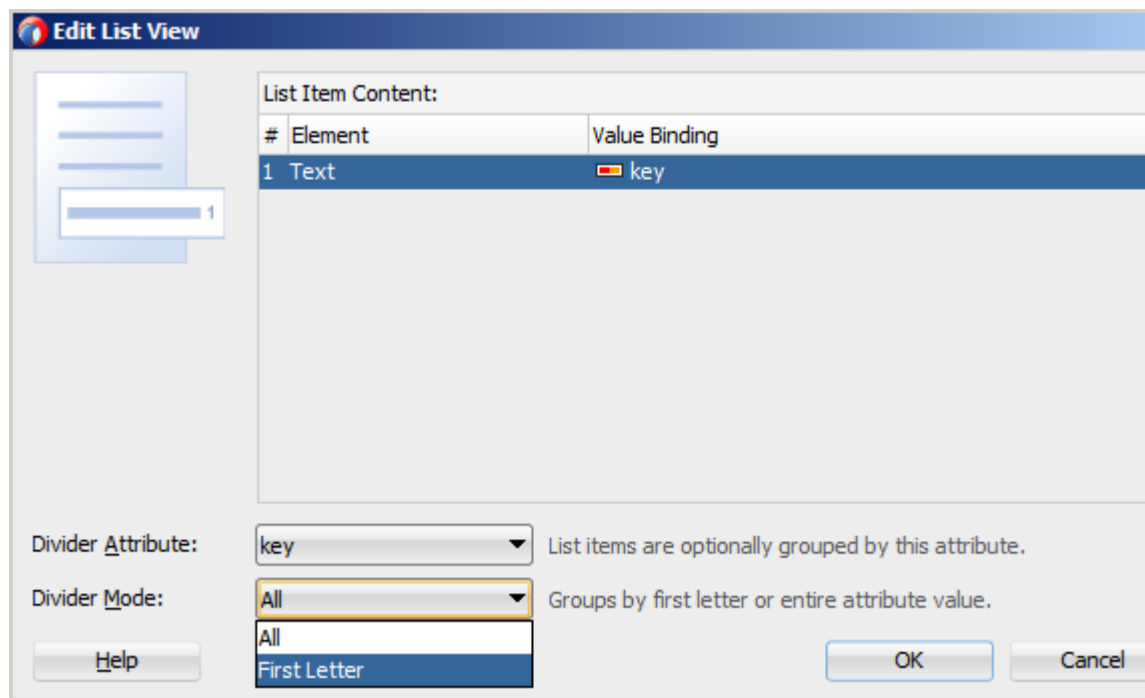 Edit List View
List Item Content:
# Element Value Binding
1 Text key
1
Divider Attribute: key List items are optionally grouped by this attribute.
Divider Mode: All Groups by first letter or entire attribute value.
All
First Letter
Help OK Cancel